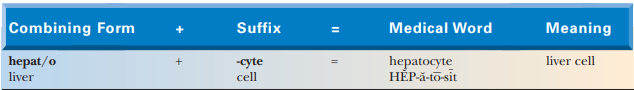 Combining Form + Suffix = Medical Word Meaning
hepat/o + -cyte = hepatocyte liver cell
liver cell HĔP-ă-tō-sīt